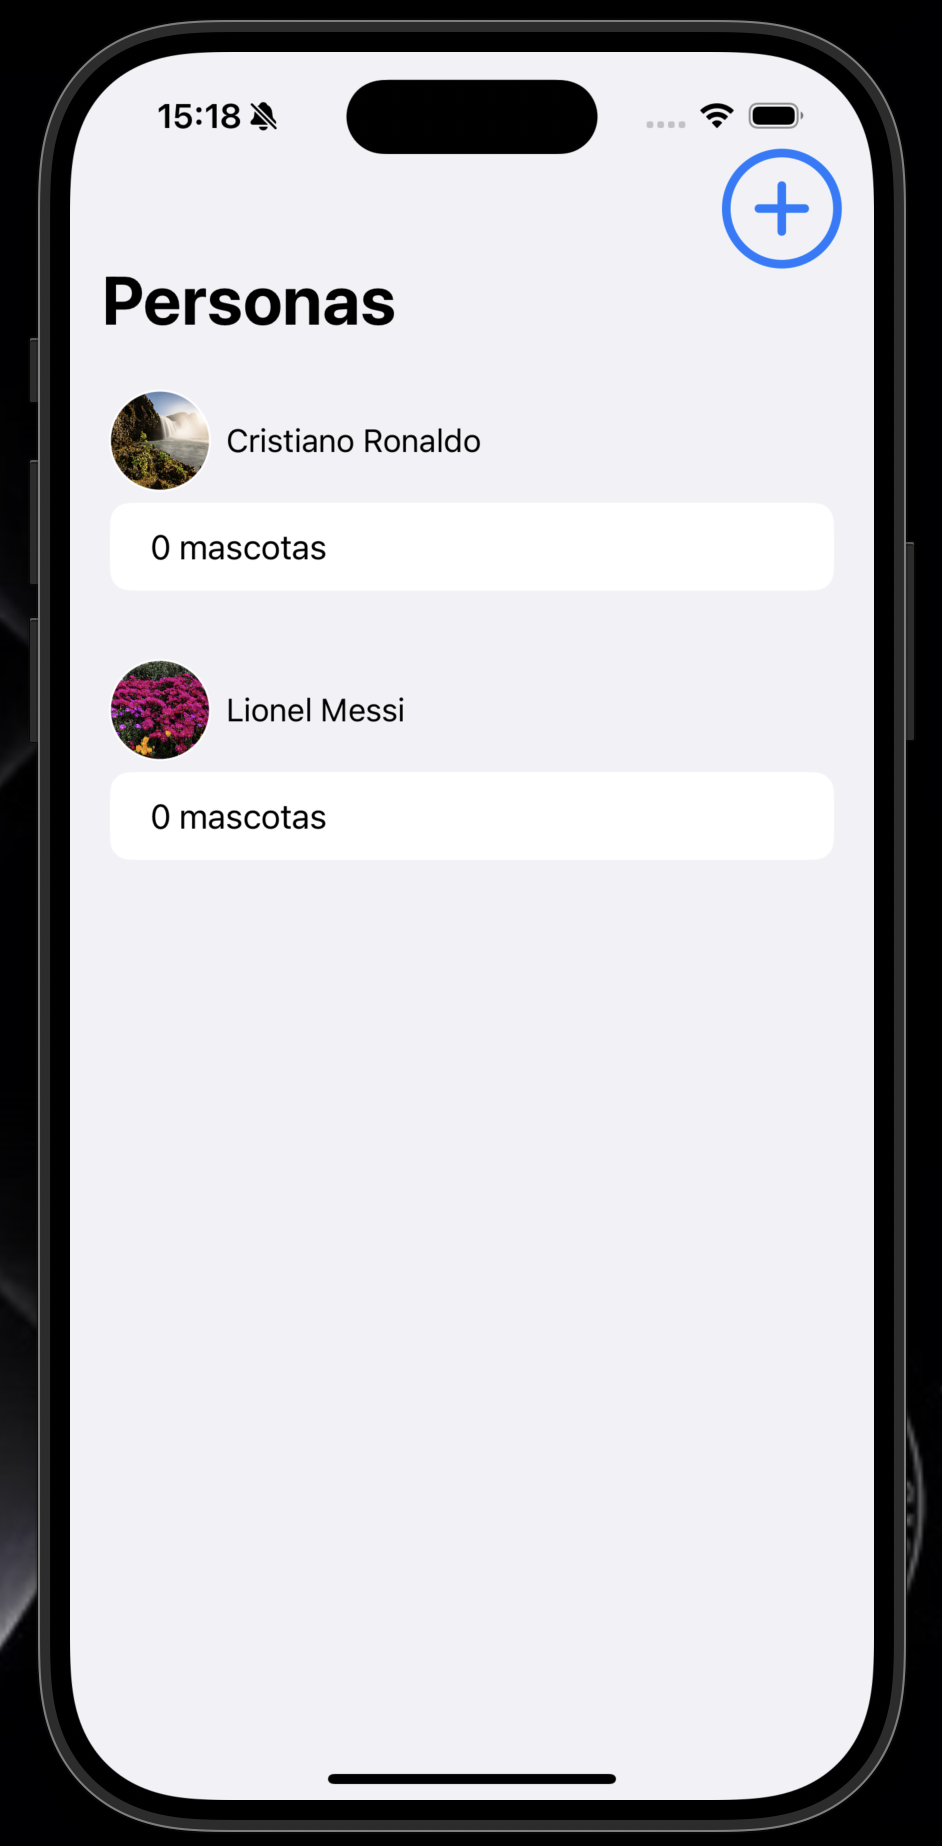 15:18
Personas
Cristiano Ronaldo
0 mascotas
Lionel Messi
0 mascotas